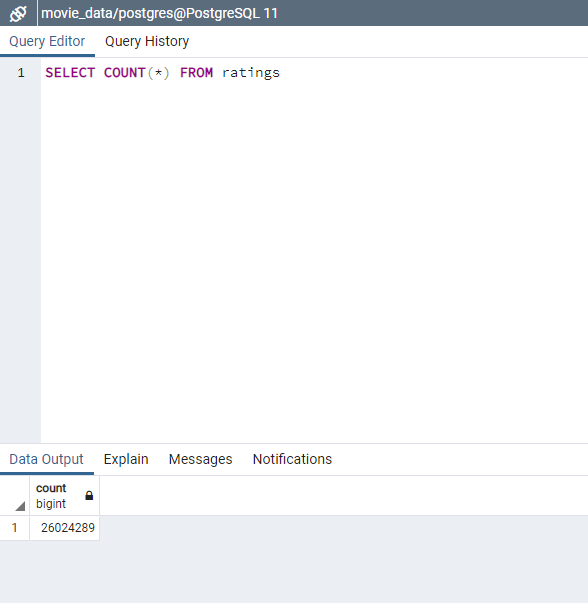 movie_data/postgres@PostgreSQL 11
Query Editor Query History
1 SELECT COUNT(*) FROM ratings
Data Output Explain Messages Notifications
count
bigint
1 26024289